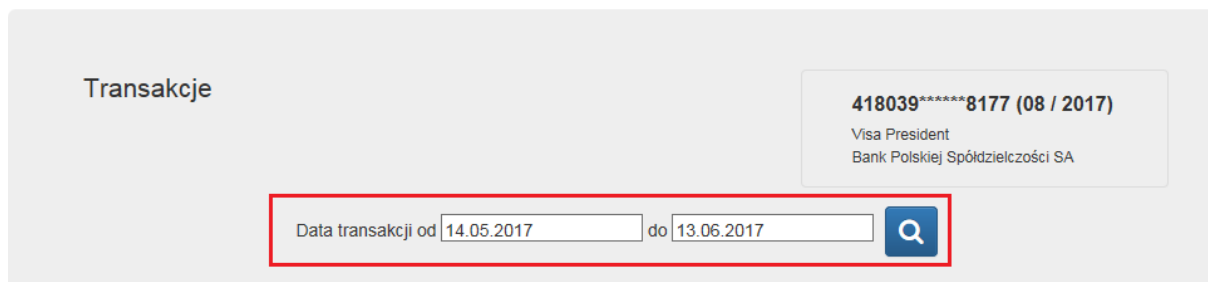 Transakcje
418039******8177 (08 / 2017)
Visa President
Bank Polskiej Spółdzielczości SA
Data transakcji od 14.05.2017 do 13.06.2017